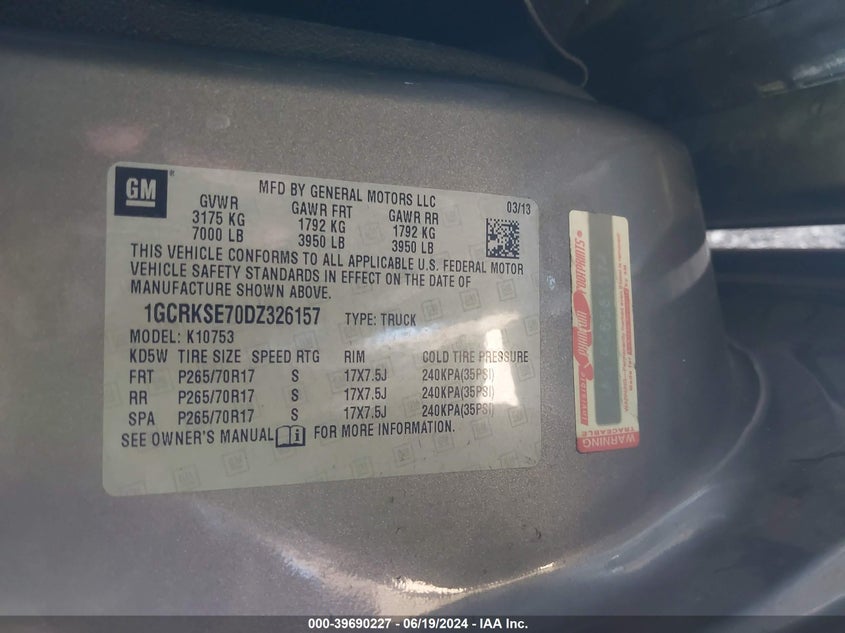 GM
MFD BY GENERAL MOTORS LLC
03/13
GVWR GAWR FRT GAWR RR
3175 KG 1792 KG 1792 KG
7000 LB 3950 LB 3950 LB
THIS VEHICLE CONFORMS TO ALL APPLICABLE U.S. FEDERAL MOTOR
VEHICLE SAFETY STANDARDS IN EFFECT ON THE DATE OF
MANUFACTURE SHOWN ABOVE.
1GCRKSE70DZ326157 TYPE: TRUCK
MODEL: K10753
KD5W TIRE SIZE SPEED RTG RIM COLD TIRE PRESSURE
FRT P265/70R17 S 17X7.5J 240KPA(35PSI)
RR P265/70R17 S 17X7.5J 240KPA(35PSI)
SPA P265/70R17 S 17X7.5J 240KPA(35PSI)
SEE OWNER'S MANUAL FOR MORE INFORMATION.
Invisible
PHANTOM FOOTPRINTS
WARNING
TRACEABLE
000-39690227 - 06/19/2024 - IAA Inc.